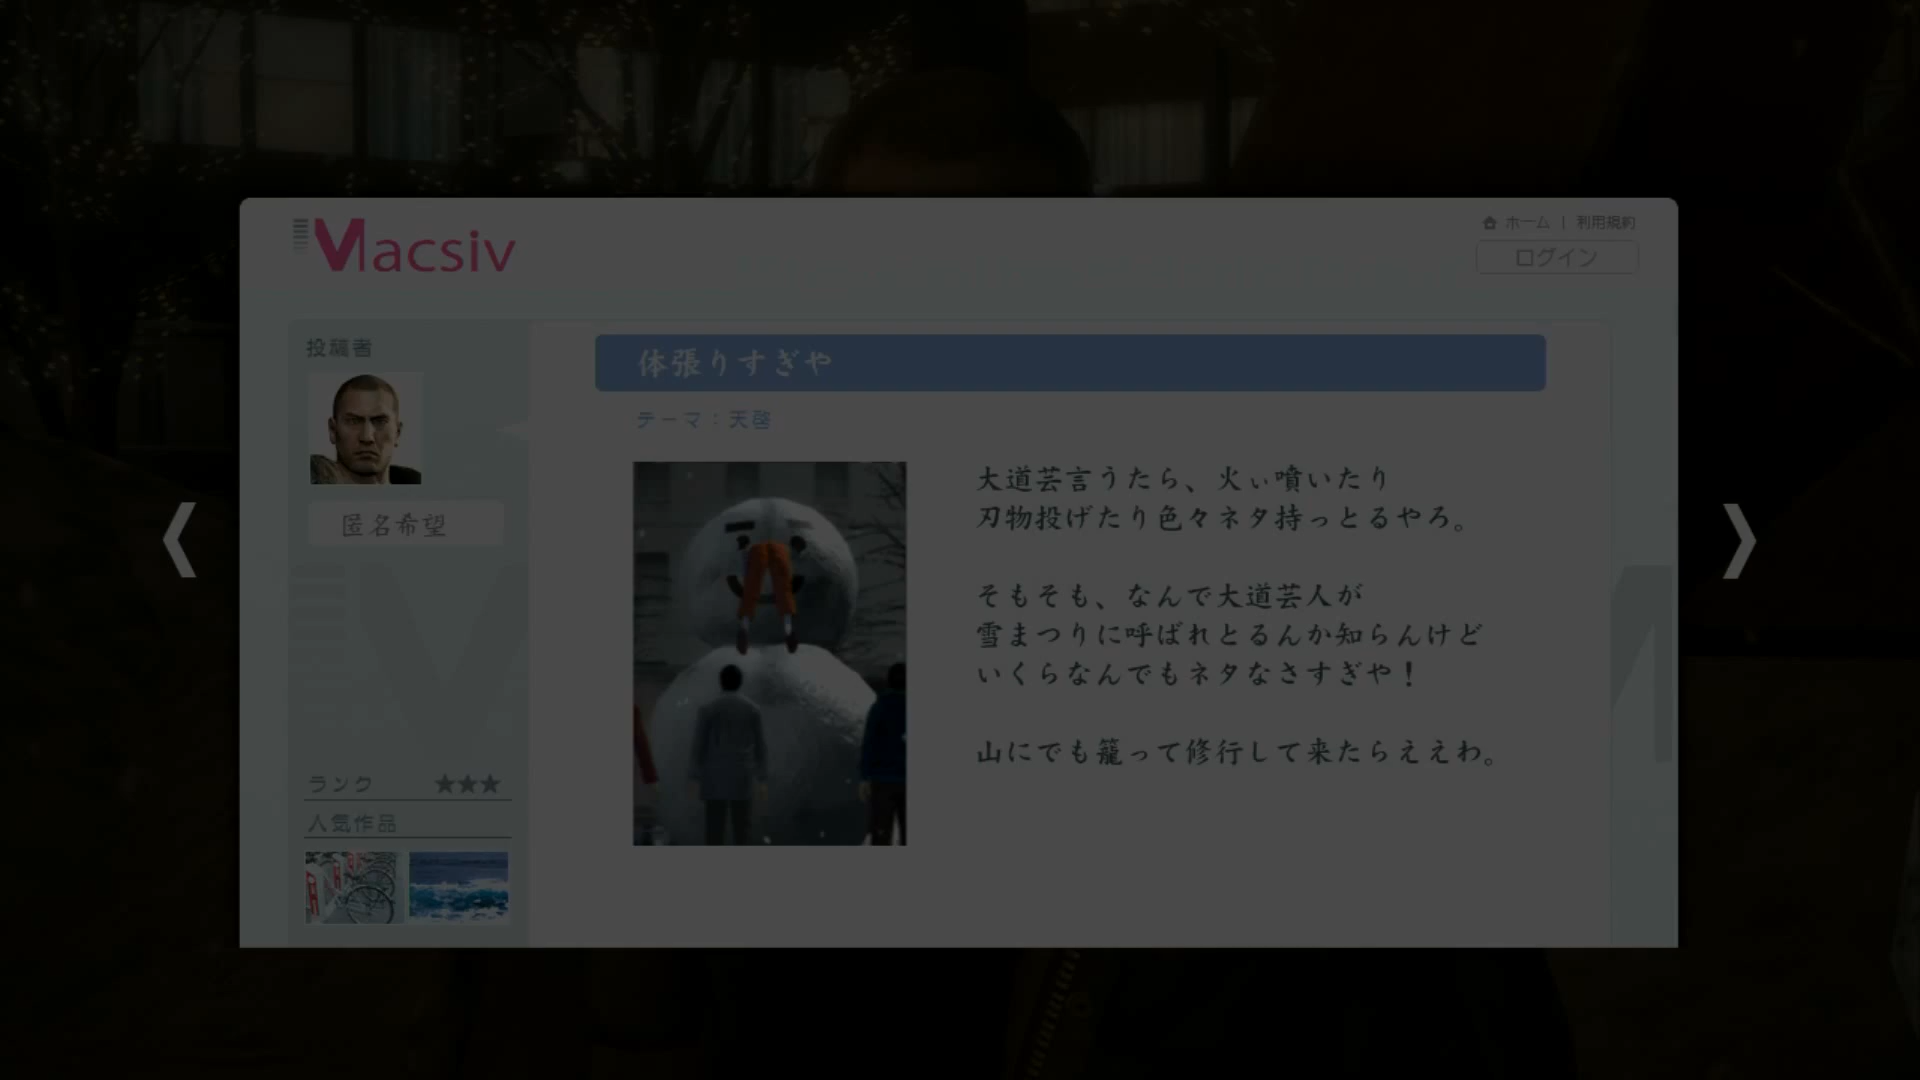 Macsiv
ホーム | 利用規約
ログイン
投稿者
匿名希望
ランク ★★★
人気作品
体張りすぎや
テーマ：天啓
大道芸言うたら、火ぃ噴いたり
刃物投げたり色々ネタ持っとるやろ。
そもそも、なんで大道芸人が
雪まつりに呼ばれとるんか知らんけど
いくらなんでもネタなさすぎや！
山にでも籠って修行して来たらええわ。